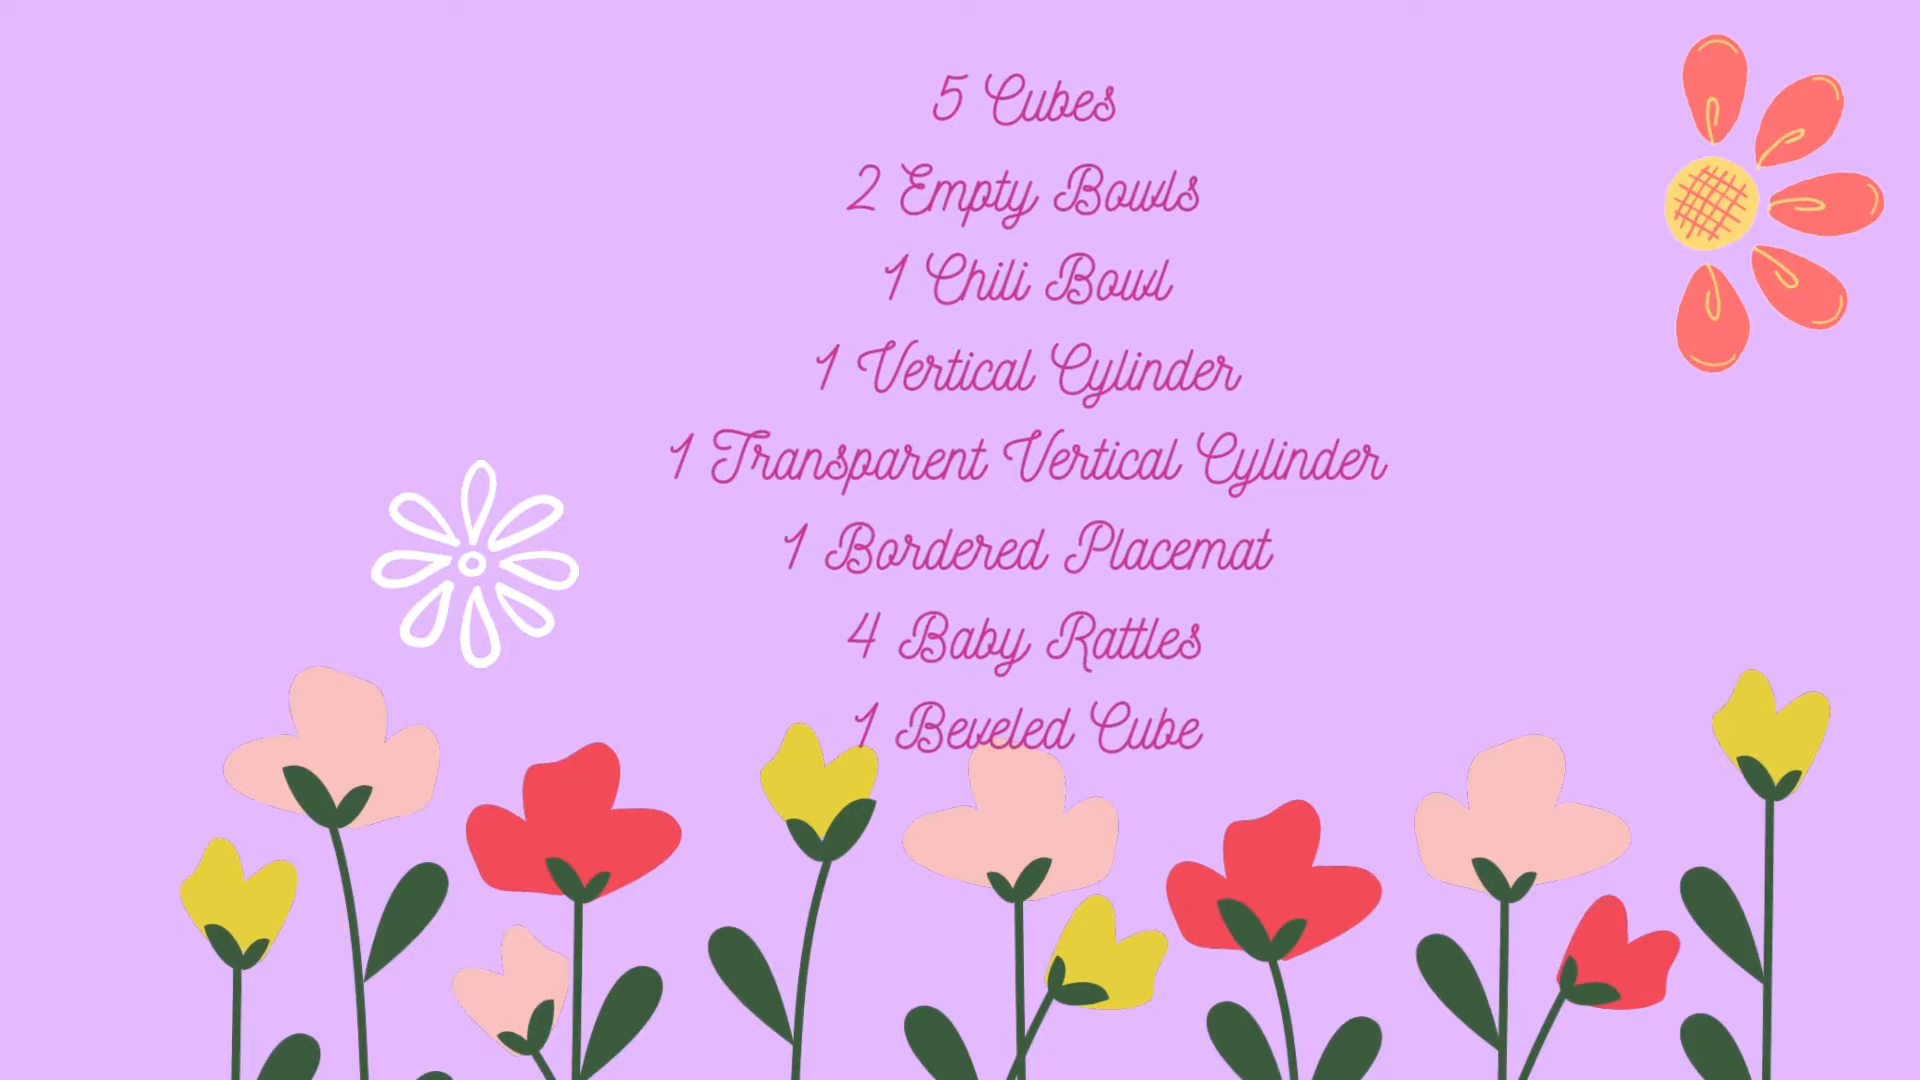 5 Cubes
2 Empty Bowls
1 Chili Bowl
1 Vertical Cylinder
1 Transparent Vertical Cylinder
1 Bordered Placemat
4 Baby Rattles
1 Beveled Cube